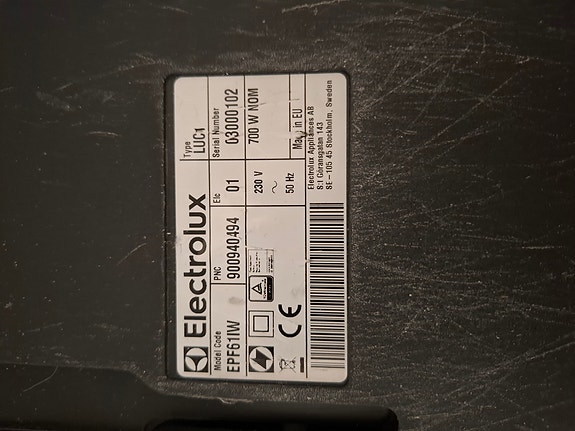 Electrolux
Type
LUC1
Model Code
EPF61IW
PNC
900940494
Elc
01
Serial Number
03000102
230 V
50 Hz
700 W NOM
Made in EU
CE
Electrolux Appliances AB
S:t Göransgatan 143
SE-105 45 Stockholm, Sweden